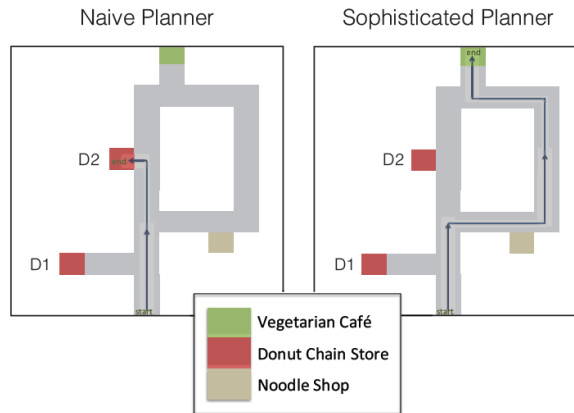 Naive Planner
Sophisticated Planner
end
D2
end
D2
D1
D1
start
start
Vegetarian Café
Donut Chain Store
Noodle Shop